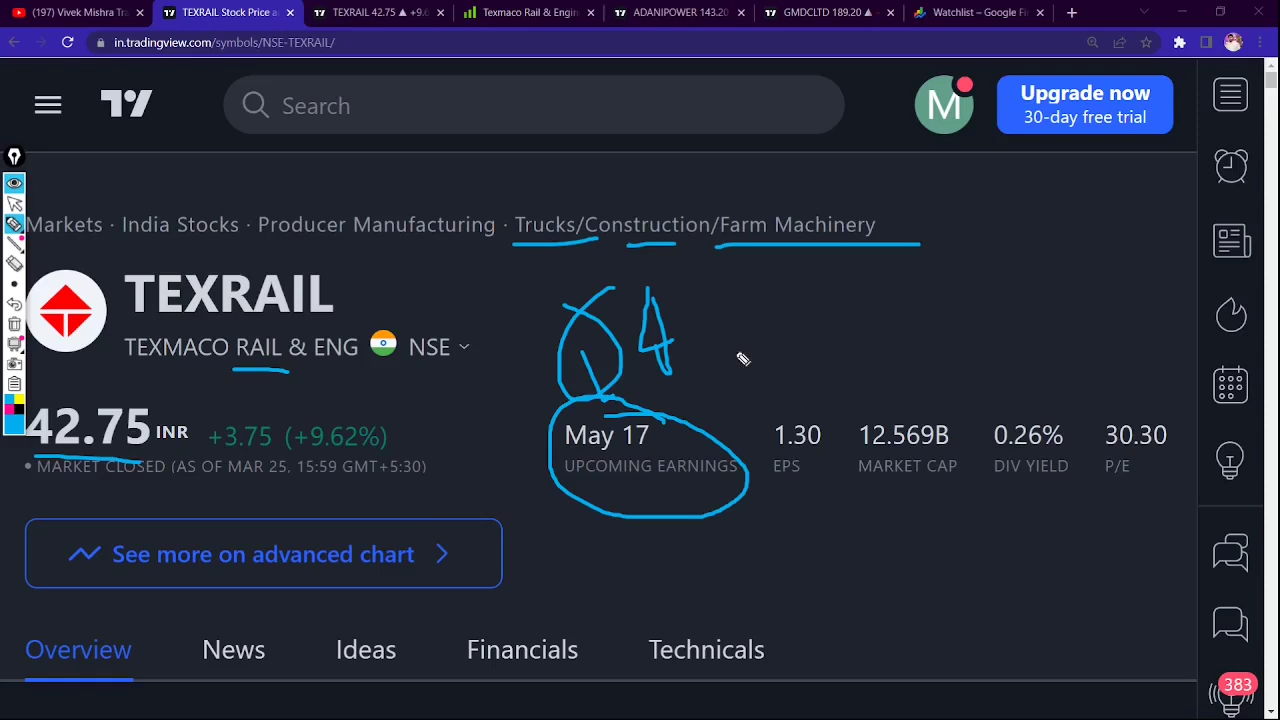 (197) Vivek Mishra Tra
TEXRAIL Stock Price a
TEXRAIL 42.75 ▲ +9.6
Texmaco Rail & Engin
ADANIPOWER 143.20
GMDCLTD 189.20 ▲
Watchlist – Google Fi
in.tradingview.com/symbols/NSE-TEXRAIL/
Search
M
Upgrade now
30-day free trial
Markets · India Stocks · Producer Manufacturing · Trucks/Construction/Farm Machinery
TEXRAIL
Q4
TEXMACO RAIL & ENG NSE
42.75 INR +3.75 (+9.62%)
• MARKET CLOSED (AS OF MAR 25, 15:59 GMT+5:30)
May 17 1.30 12.569B 0.26% 30.30
UPCOMING EARNINGS EPS MARKET CAP DIV YIELD P/E
See more on advanced chart
Overview News Ideas Financials Technicals
383